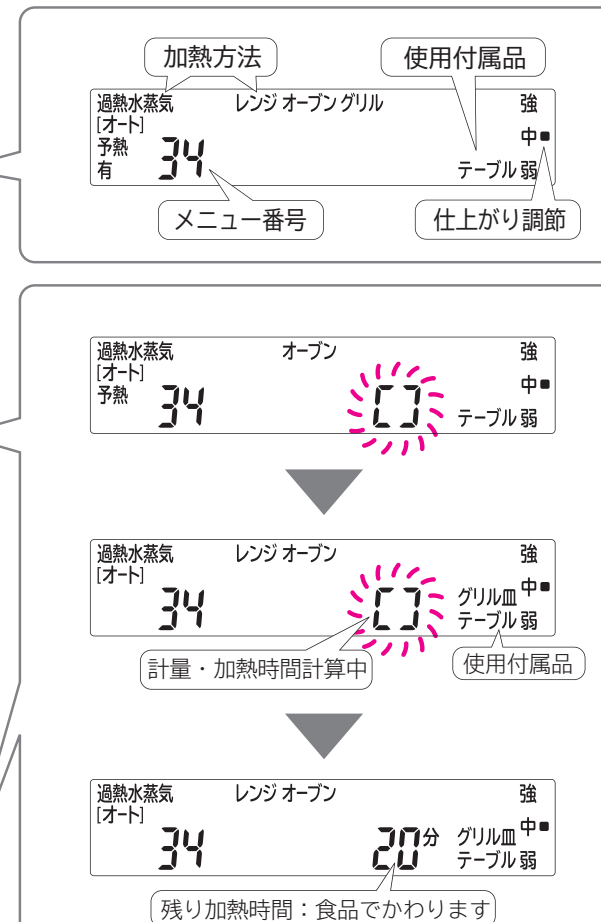 加熱方法
使用付属品
過熱水蒸気 レンジ オーブン グリル 強
[オート]
予熱 中■
有 34 テーブル 弱
メニュー番号
仕上がり調節
過熱水蒸気 オーブン 強
[オート]
予熱 中■
34 テーブル 弱
過熱水蒸気 レンジ オーブン 強
[オート]
グリル皿 中■
34 テーブル 弱
計量・加熱時間計算中
使用付属品
過熱水蒸気 レンジ オーブン 強
[オート]
34 20分 グリル皿 中■
テーブル 弱
残り加熱時間:食品でかわります